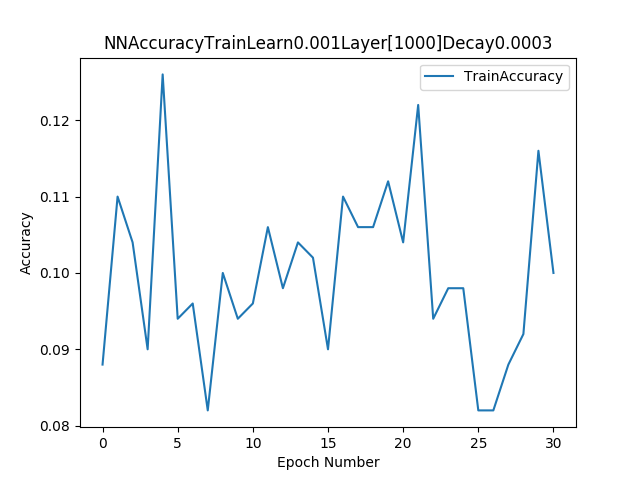 NNAccuracyTrainLearn0.001Layer[1000]Decay0.0003
TrainAccuracy
Accuracy
0.12
0.11
0.10
0.09
0.08
0 5 10 15 20 25 30
Epoch Number